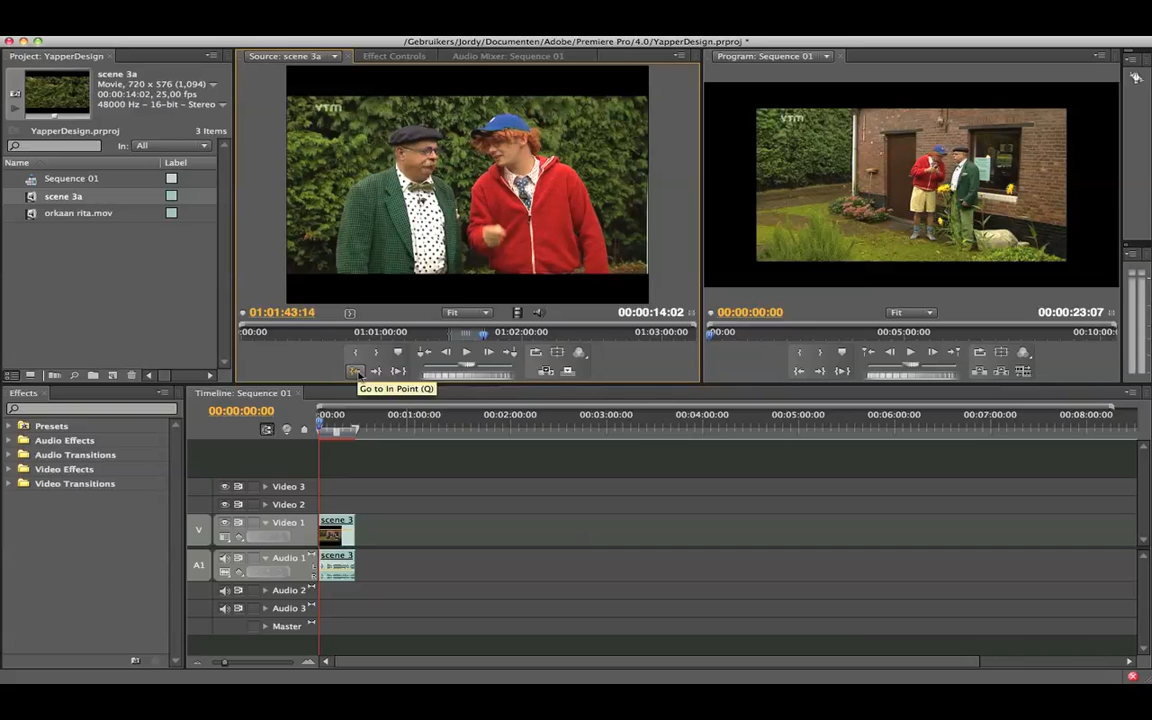 /Gebruikers/Jordy/Documenten/Adobe/Premiere Pro/4.0/YapperDesign.prproj *
Project: YapperDesign
scene 3a
Movie, 720 x 576 (1,094)
00:00:14:02, 25,00 fps
48000 Hz - 16-bit - Stereo
YapperDesign.prproj
3 Items
In: All
Name
Label
Sequence 01
scene 3a
orkaan rita.mov
Source: scene 3a
Effect Controls
Audio Mixer: Sequence 01
vtm
01:01:43:14
Fit
00:00:14:02
:00:00
01:01:00:00
01:02:00:00
01:03:00:00
Go to In Point (Q)
Program: Sequence 01
vtm
00:00:00:00
Fit
00:00:23:07
00:00
00:05:00:00
00:10:00:0
Effects
Presets
Audio Effects
Audio Transitions
Video Effects
Video Transitions
Timeline: Sequence 01
00:00:00:00
00:00
00:01:00:00
00:02:00:00
00:03:00:00
00:04:00:00
00:05:00:00
00:06:00:00
00:07:00:00
00:08:00:00
Video 3
Video 2
V
Video 1
scene 3
A1
Audio 1
scene 3
Audio 2
Audio 3
Master